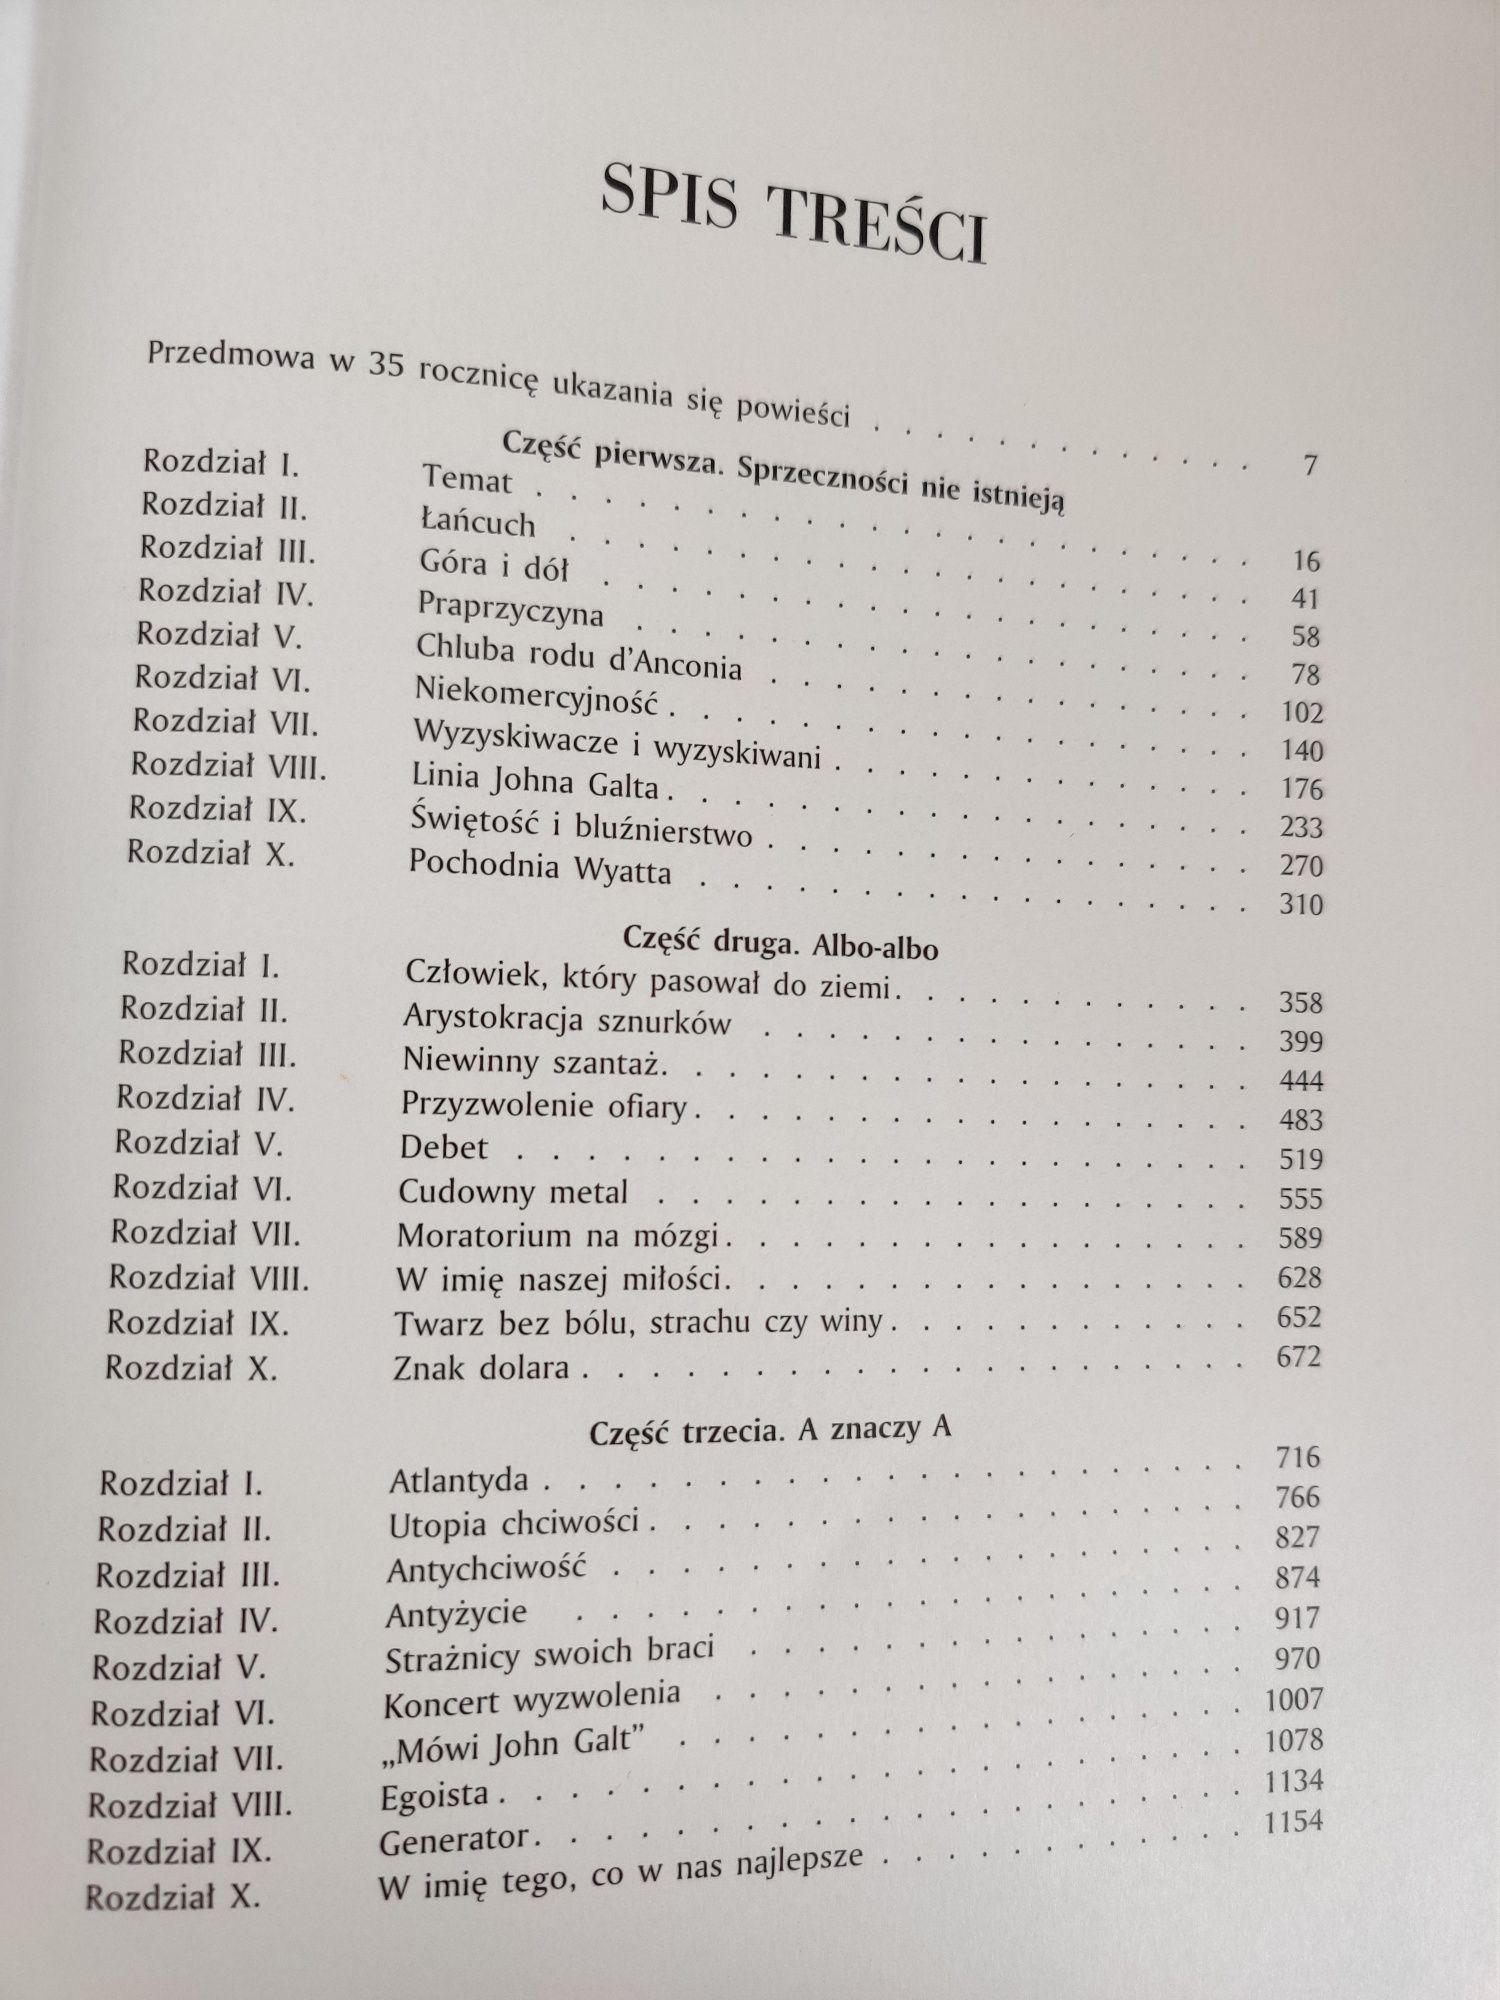 SPIS TREŚCI
Przedmowa w 35 rocznicę ukazania się powieści . . . . . . . . . . . . 7
Część pierwsza. Sprzeczności nie istnieją
Rozdział I. Temat . . . . . . . . . . . . 16
Rozdział II. Łańcuch . . . . . . . . . . . . 41
Rozdział III. Góra i dół . . . . . . . . . . . . 58
Rozdział IV. Praprzyczyna . . . . . . . . . . . . 78
Rozdział V. Chluba rodu d’Anconia . . . . . . . . . . . . 102
Rozdział VI. Niekomercyjność . . . . . . . . . . . . 140
Rozdział VII. Wyzyskiwacze i wyzyskiwani . . . . . . . . . . . . 176
Rozdział VIII. Linia Johna Galta . . . . . . . . . . . . 233
Rozdział IX. Świętość i bluźnierstwo . . . . . . . . . . . . 270
Rozdział X. Pochodnia Wyatta . . . . . . . . . . . . 310
Część druga. Albo-albo
Rozdział I. Człowiek, który pasował do ziemi . . . . . . . . . . . . 358
Rozdział II. Arystokracja sznurków . . . . . . . . . . . . 399
Rozdział III. Niewinny szantaż . . . . . . . . . . . . 444
Rozdział IV. Przyzwolenie ofiary . . . . . . . . . . . . 483
Rozdział V. Debet . . . . . . . . . . . . 519
Rozdział VI. Cudowny metal . . . . . . . . . . . . 555
Rozdział VII. Moratorium na mózgi . . . . . . . . . . . . 589
Rozdział VIII. W imię naszej miłości . . . . . . . . . . . . 628
Rozdział IX. Twarz bez bólu, strachu czy winy . . . . . . . . . . . . 652
Rozdział X. Znak dolara . . . . . . . . . . . . 672
Część trzecia. A znaczy A
Rozdział I. Atlantyda . . . . . . . . . . . . 716
Rozdział II. Utopia chciwości . . . . . . . . . . . . 766
Rozdział III. Antychciwość . . . . . . . . . . . . 827
Rozdział IV. Antyżycie . . . . . . . . . . . . 874
Rozdział V. Strażnicy swoich braci . . . . . . . . . . . . 917
Rozdział VI. Koncert wyzwolenia . . . . . . . . . . . . 970
Rozdział VII. „Mówi John Galt” . . . . . . . . . . . . 1007
Rozdział VIII. Egoista . . . . . . . . . . . . 1078
Rozdział IX. Generator . . . . . . . . . . . . 1134
Rozdział X. W imię tego, co w nas najlepsze . . . . . . . . . . . . 1154